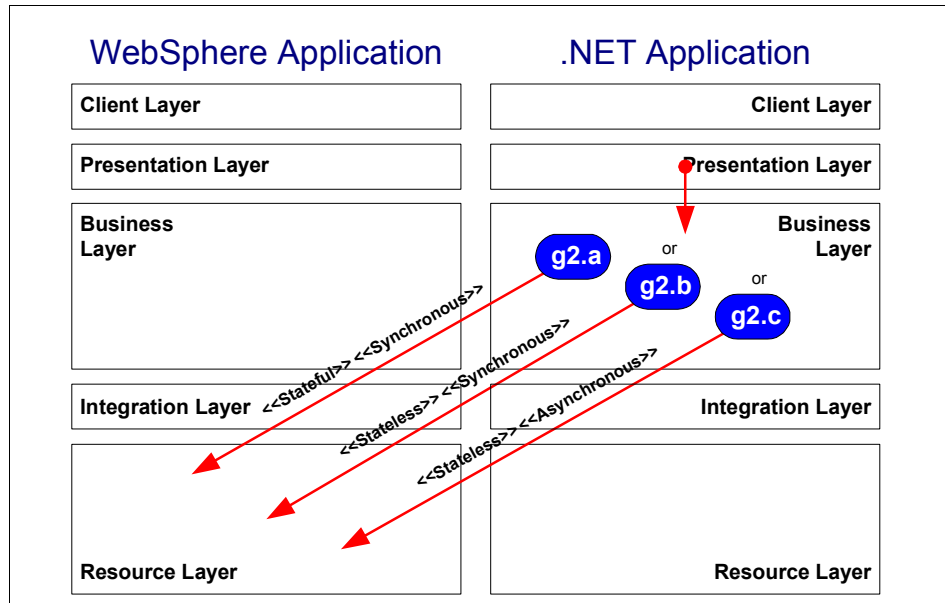 WebSphere Application
.NET Application
Client Layer
Client Layer
Presentation Layer
Presentation Layer
Business
Layer
Business
Layer
g2.a
or
g2.b
or
g2.c
<<Stateful>> <<Synchronous>>
<<Stateless>> <<Synchronous>>
<<Stateless>> <<Asynchronous>>
Integration Layer
Integration Layer
Resource Layer
Resource Layer